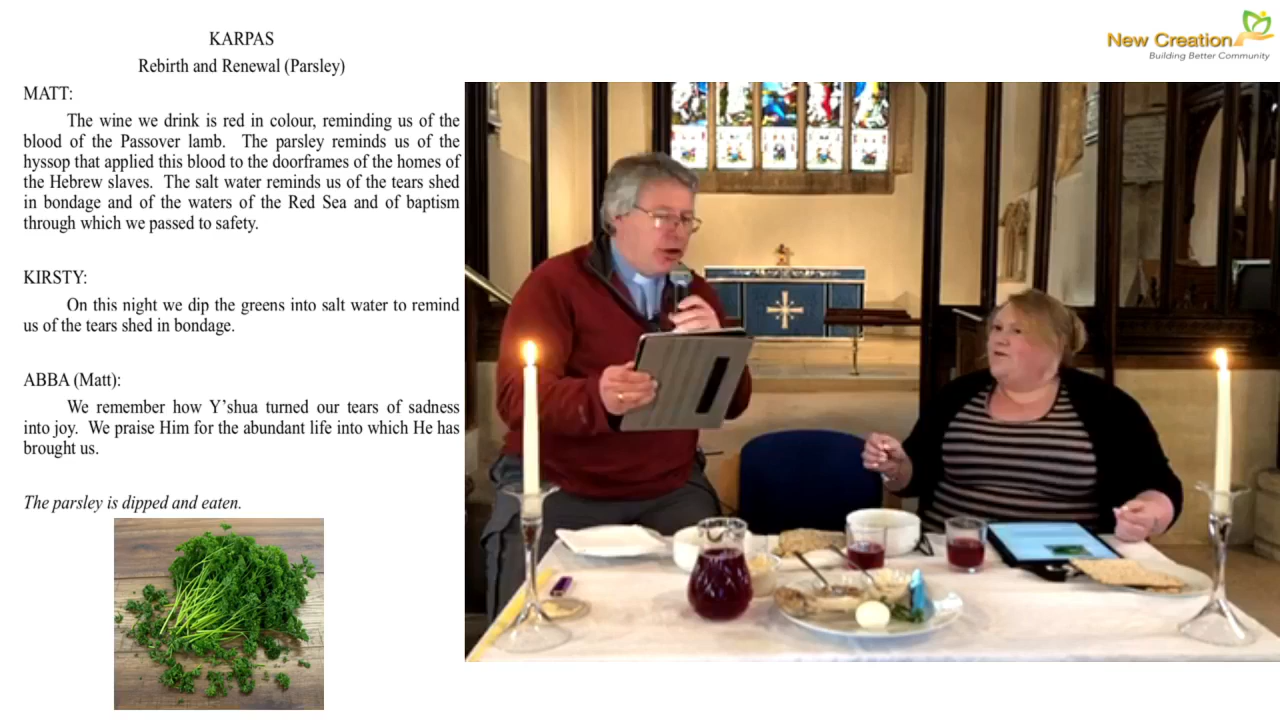 KARPAS
Rebirth and Renewal (Parsley)
MATT:
The wine we drink is red in colour, reminding us of the
blood of the Passover lamb. The parsley reminds us of the
hyssop that applied this blood to the doorframes of the homes of
the Hebrew slaves. The salt water reminds us of the tears shed
in bondage and of the waters of the Red Sea and of baptism
through which we passed to safety.
KIRSTY:
On this night we dip the greens into salt water to remind
us of the tears shed in bondage.
ABBA (Matt):
We remember how Y’shua turned our tears of sadness
into joy. We praise Him for the abundant life into which He has
brought us.
The parsley is dipped and eaten.
New Creation
Building Better Community